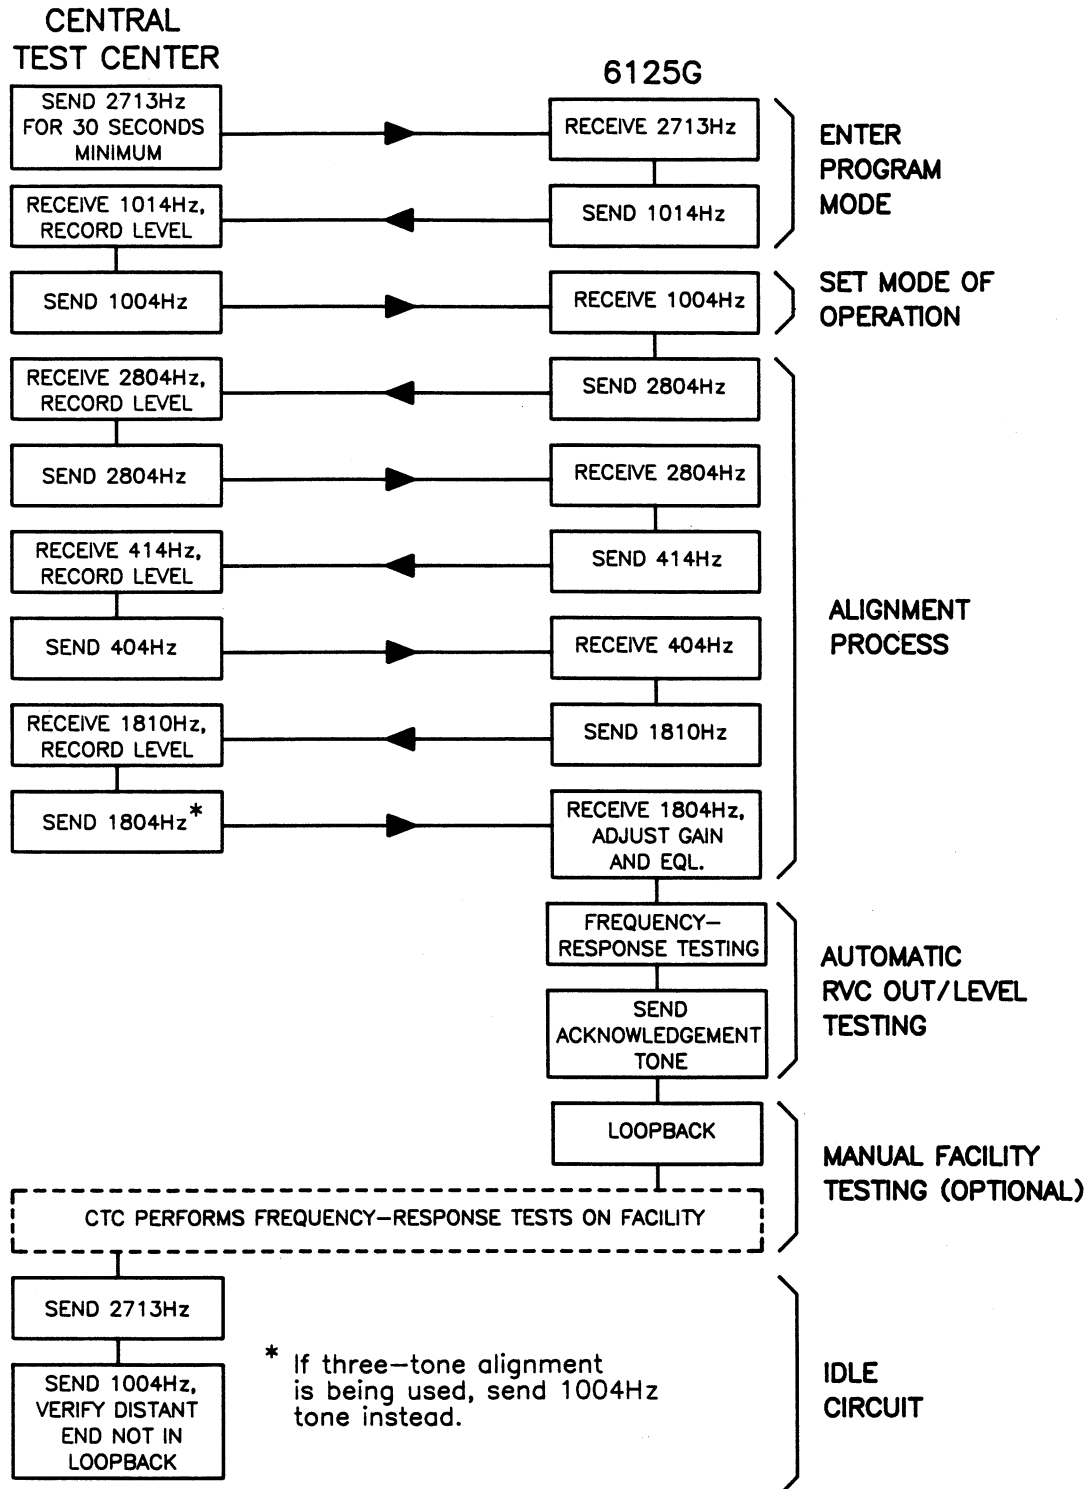 CENTRAL
TEST CENTER
6125G
SEND 2713Hz
FOR 30 SECONDS
MINIMUM
RECEIVE 2713Hz
ENTER
PROGRAM
MODE
RECEIVE 1014Hz,
RECORD LEVEL
SEND 1014Hz
SEND 1004Hz
RECEIVE 1004Hz
SET MODE OF
OPERATION
RECEIVE 2804Hz,
RECORD LEVEL
SEND 2804Hz
SEND 2804Hz
RECEIVE 2804Hz
RECEIVE 414Hz,
RECORD LEVEL
SEND 414Hz
SEND 404Hz
RECEIVE 404Hz
ALIGNMENT
PROCESS
RECEIVE 1810Hz,
RECORD LEVEL
SEND 1810Hz
SEND 1804Hz*
RECEIVE 1804Hz,
ADJUST GAIN
AND EQL.
FREQUENCY–
RESPONSE TESTING
SEND
ACKNOWLEDGEMENT
TONE
AUTOMATIC
RVC OUT/LEVEL
TESTING
LOOPBACK
MANUAL FACILITY
TESTING (OPTIONAL)
CTC PERFORMS FREQUENCY–RESPONSE TESTS ON FACILITY
SEND 2713Hz
SEND 1004Hz,
VERIFY DISTANT
END NOT IN
LOOPBACK
* If three–tone alignment
is being used, send 1004Hz
tone instead.
IDLE
CIRCUIT